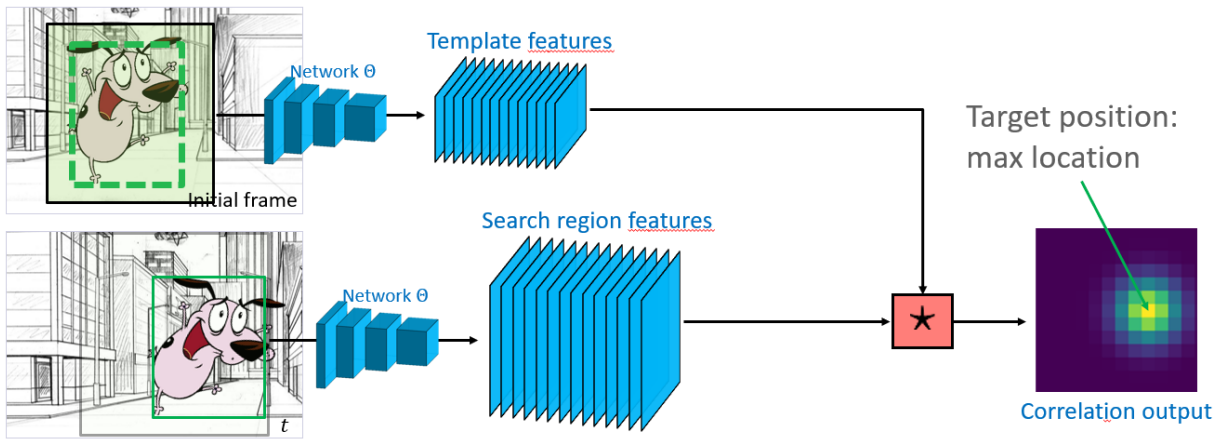 Template features
Network Θ
Initial frame
Target position:
max location
Search region features
Network Θ
t
Correlation output